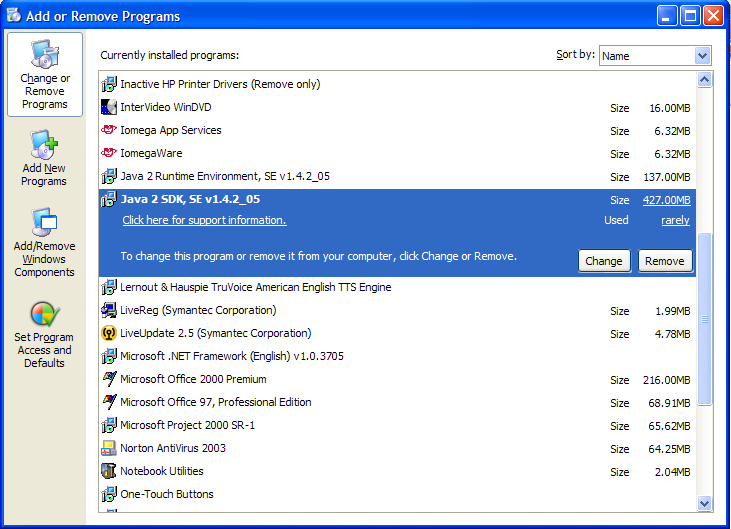 Add or Remove Programs
Change or
Remove
Programs
Add New
Programs
Add/Remove
Windows
Components
Set Program
Access and
Defaults
Currently installed programs:
Sort by: Name
Inactive HP Printer Drivers (Remove only)
InterVideo WinDVD Size 16.00MB
Iomega App Services Size 6.32MB
IomegaWare Size 6.32MB
Java 2 Runtime Environment, SE v1.4.2_05 Size 137.00MB
Java 2 SDK, SE v1.4.2_05 Size 427.00MB
Click here for support information. Used rarely
To change this program or remove it from your computer, click Change or Remove. Change Remove
Lernout & Hauspie TruVoice American English TTS Engine
LiveReg (Symantec Corporation) Size 1.99MB
LiveUpdate 2.5 (Symantec Corporation) Size 4.78MB
Microsoft .NET Framework (English) v1.0.3705
Microsoft Office 2000 Premium Size 216.00MB
Microsoft Office 97, Professional Edition Size 68.91MB
Microsoft Project 2000 SR-1 Size 65.62MB
Norton AntiVirus 2003 Size 64.25MB
Notebook Utilities Size 2.04MB
One-Touch Buttons